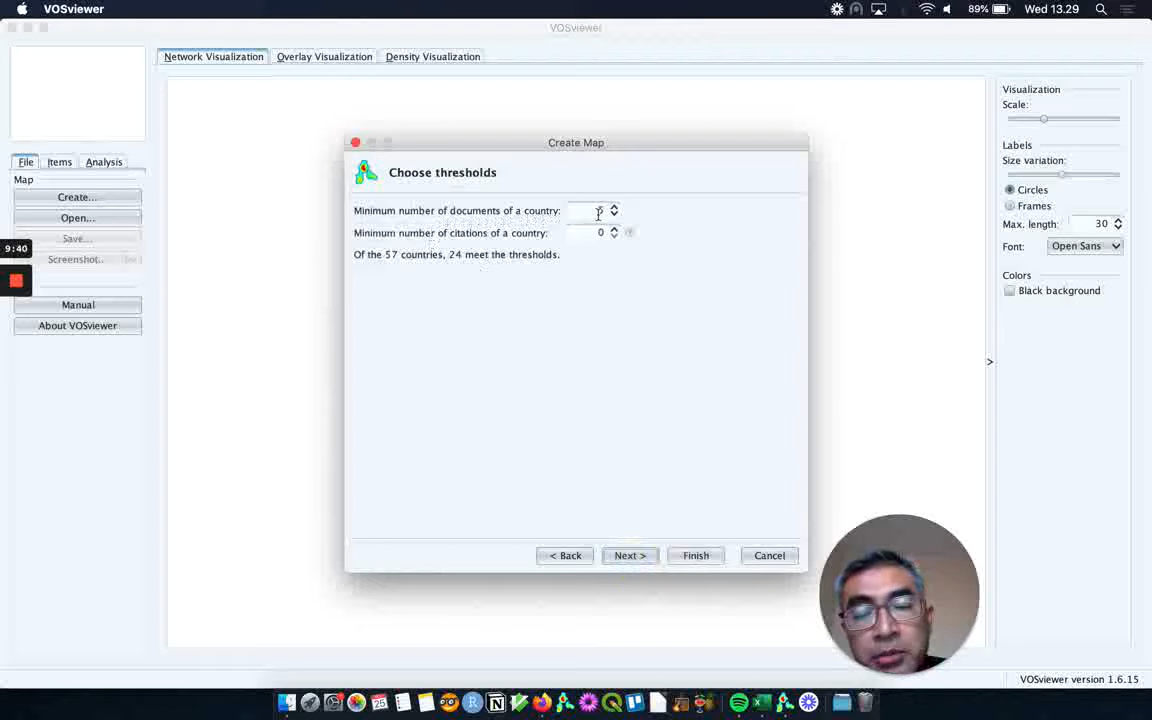 VOSviewer
89%
Wed 13.29
VOSviewer
Network Visualization
Overlay Visualization
Density Visualization
File
Items
Analysis
Map
Create...
Open...
Save...
Screenshot...
Manual
About VOSviewer
9:40
Create Map
Choose thresholds
Minimum number of documents of a country:
Minimum number of citations of a country:
0
Of the 57 countries, 24 meet the thresholds.
< Back
Next >
Finish
Cancel
Visualization
Scale:
Labels
Size variation:
Circles
Frames
Max. length:
30
Font:
Open Sans
Colors
Black background
>
VOSviewer version 1.6.15